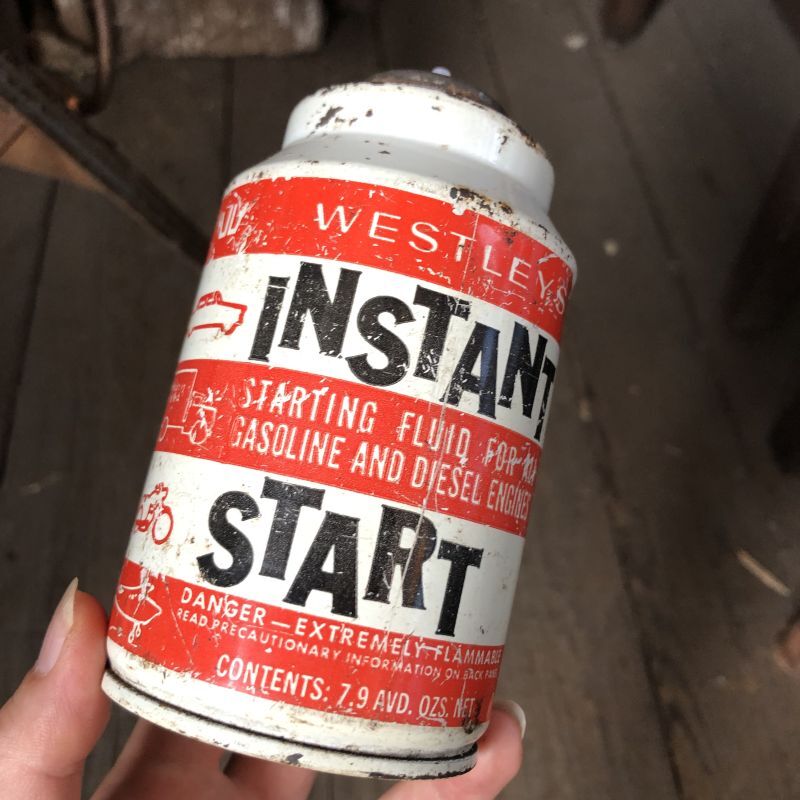 WESTLEY'S
INSTANT
STARTING FLUID FOR
GASOLINE AND DIESEL ENGINES
START
DANGER—EXTREMELY FLAMMABLE
READ PRECAUTIONARY INFORMATION ON BACK PANEL
CONTENTS: 7.9 AVD. OZS. NET